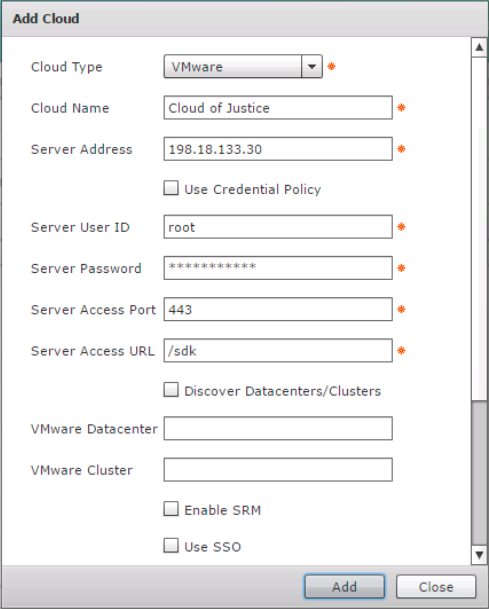 Add Cloud
Cloud Type VMware *
Cloud Name Cloud of Justice *
Server Address 198.18.133.30 *
Use Credential Policy
Server User ID root *
Server Password *********** *
Server Access Port 443 *
Server Access URL /sdk *
Discover Datacenters/Clusters
VMware Datacenter
VMware Cluster
Enable SRM
Use SSO
Add Close